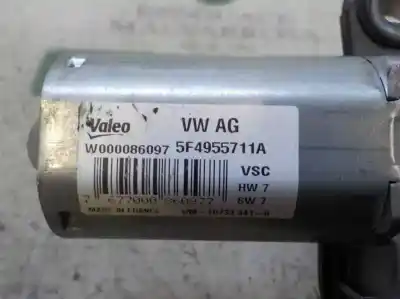 Valeo VW AG
W000086097 5F4955711A
VSC
HW 7
SW 7
MADE IN FRANCE